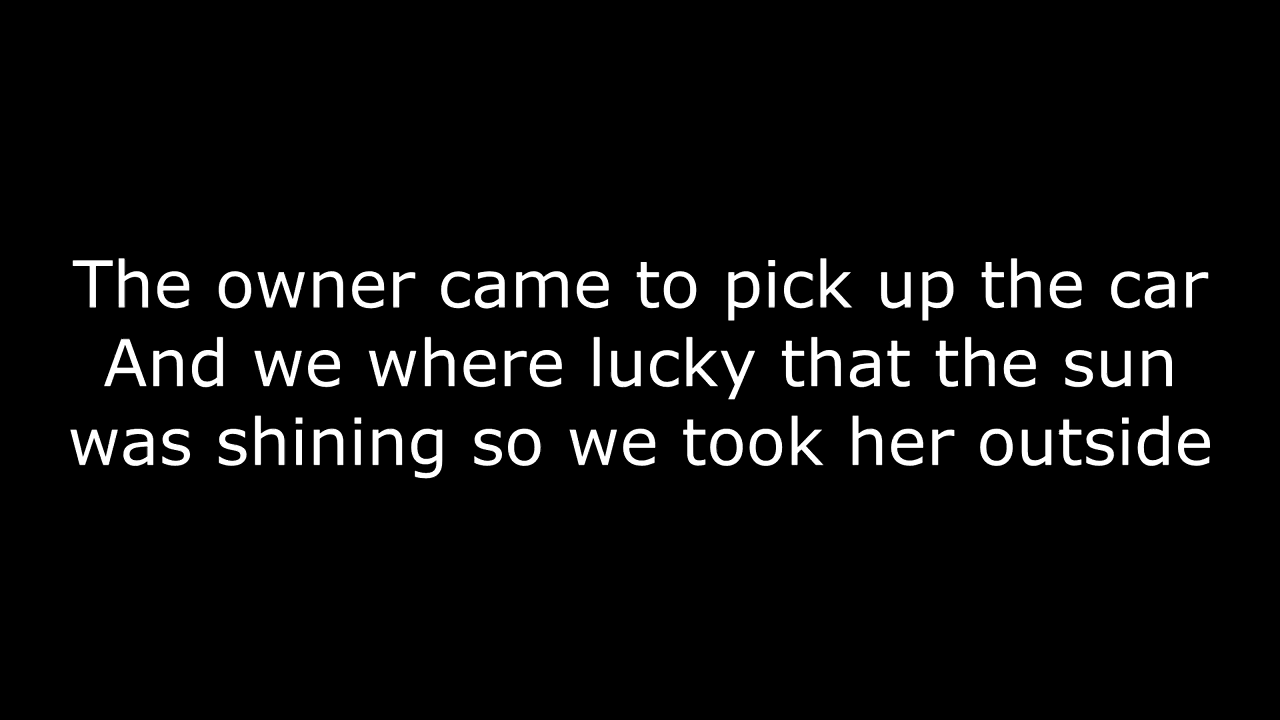 The owner came to pick up the car
And we where lucky that the sun
was shining so we took her outside